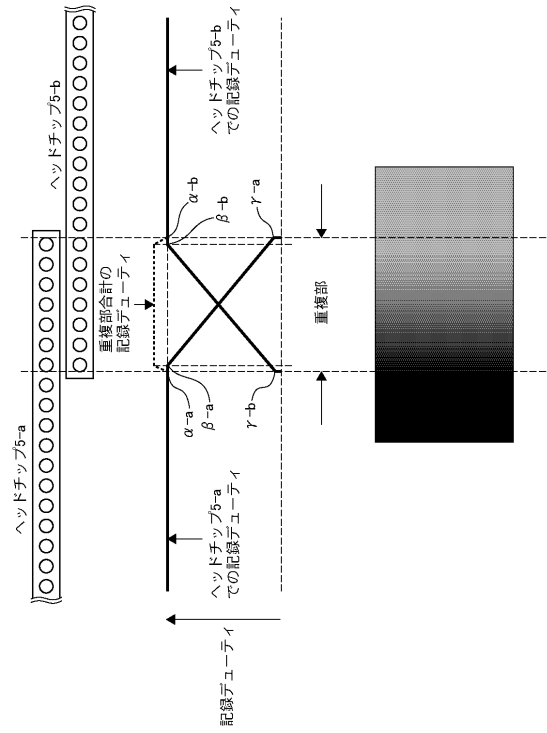 ヘッドチップ5-a
ヘッドチップ5-b
重複部合計の
記録デューティ
α-a
β-a
γ-b
α-b
β-b
γ-a
ヘッドチップ5-a
での記録デューティ
ヘッドチップ5-b
での記録デューティ
記録デューティ
重複部